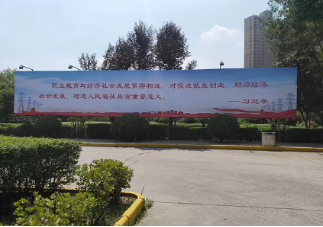 职业教育与经济社会发展紧密相连，对促进就业创业、助力经济
社会发展、增进人民福祉具有重要意义。
——习近平